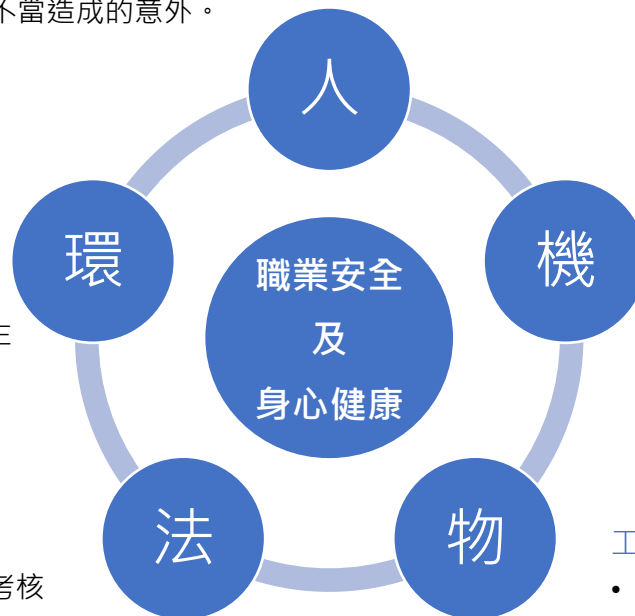 不當造成的意外。
人
環
機
職業安全
及
身心健康
法
物
工
考核
•